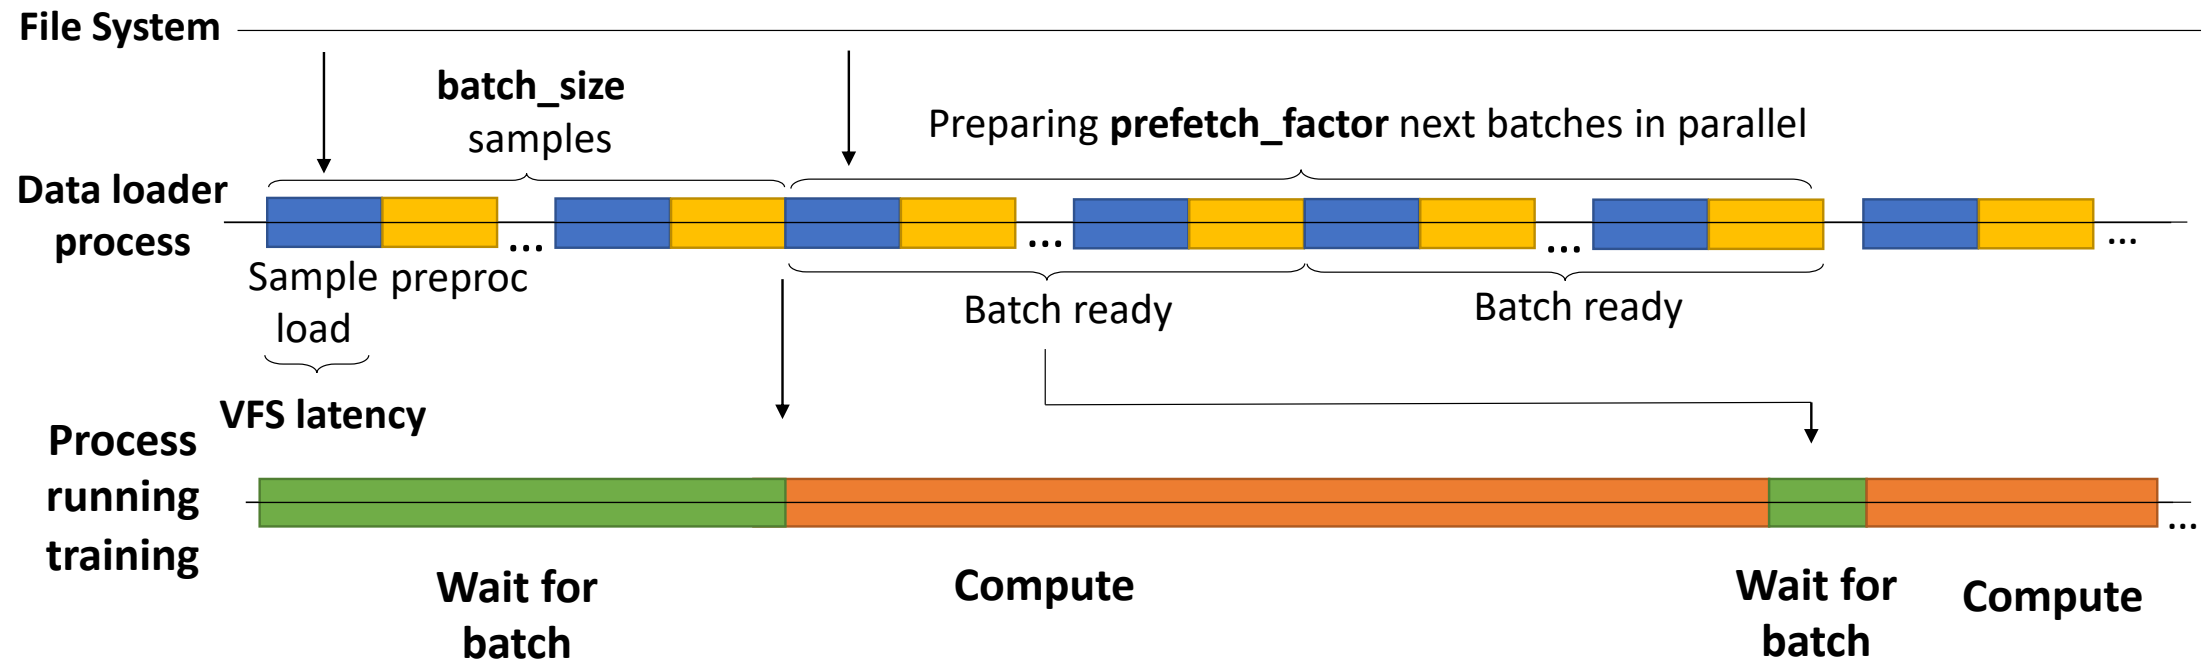 File System
batch_size
samples
Preparing prefetch_factor next batches in parallel
Data loader
process
...
...
...
...
Sample preproc
load
Batch ready
Batch ready
VFS latency
Process
running
training
...
Wait for
batch
Compute
Wait for
batch
Compute